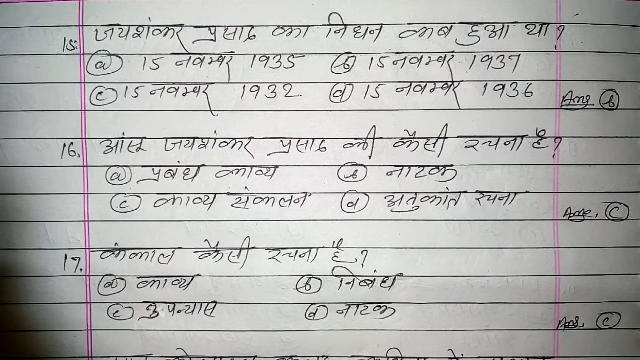 15. जयशंकर प्रसाद का निधन कब हुआ था?
(a) 15 नवम्बर 1935 (b) 15 नवम्बर 1937
(c) 15 नवम्बर 1932 (d) 15 नवम्बर 1936 Ans (b)
16. आंसू जयशंकर प्रसाद की कैसी रचना है?
(a) प्रबंध काव्य (b) नाटक
(c) काव्य संकलन (d) अतुकांत रचना Ans. (c)
17. कंकाल कैसी रचना है?
(a) काव्य (b) निबंध
(c) उपन्यास (d) नाटक Ans. (c)